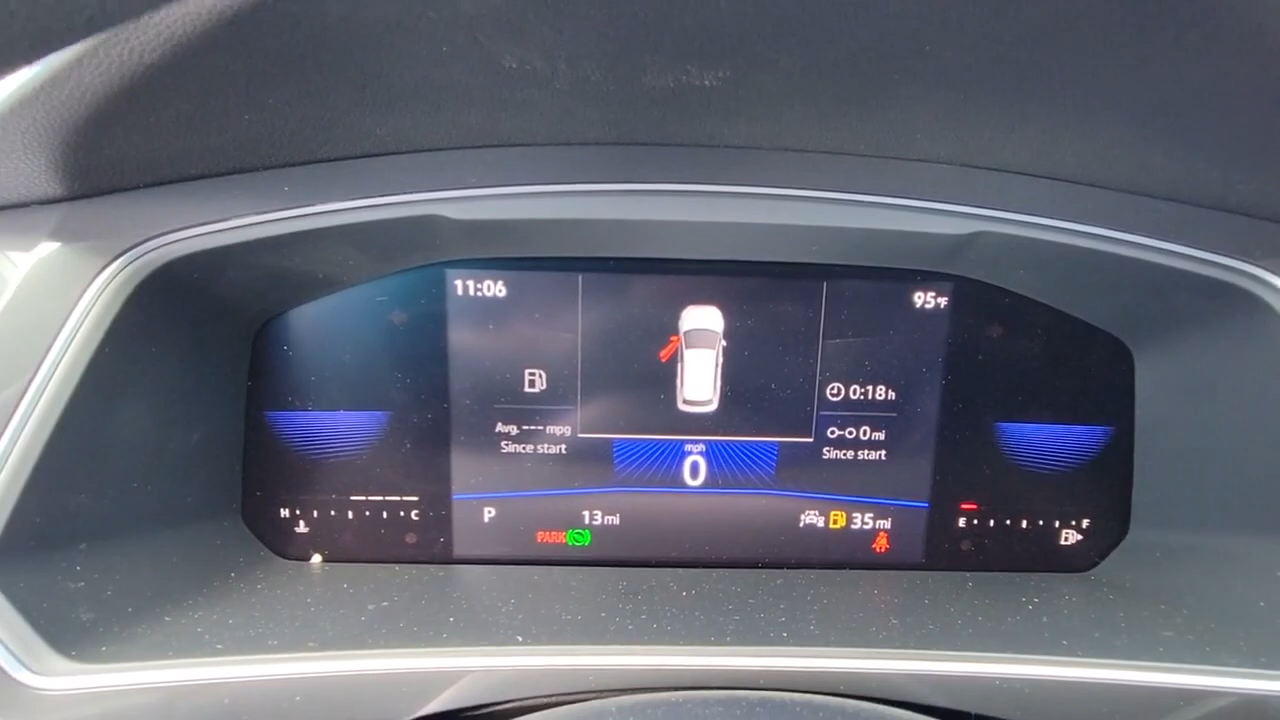 11:06
95°F
0:18h
Avg. --- mpg
Since start
0mi
Since start
mph
0
H
C
P
13mi
35mi
E
F
PARK